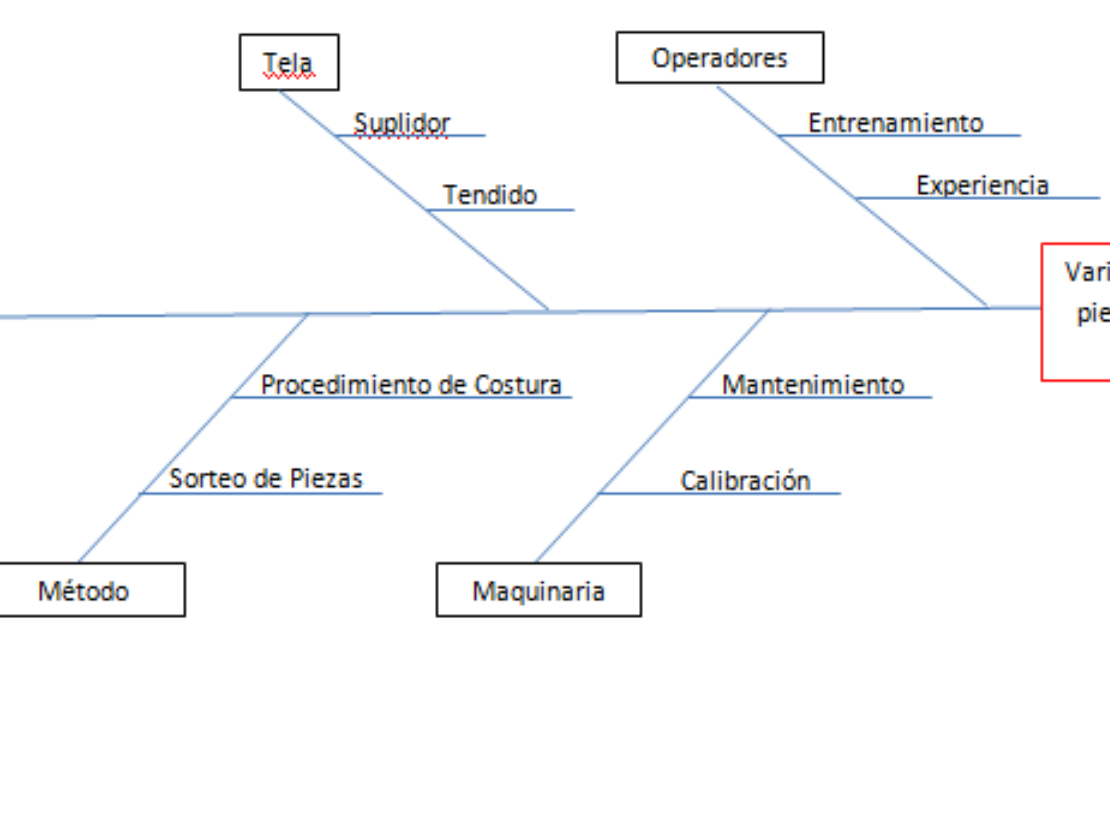 Tela
Operadores
Suplidor
Entrenamiento
Tendido
Experiencia
Procedimiento de Costura
Mantenimiento
Sorteo de Piezas
Calibración
Método
Maquinaria